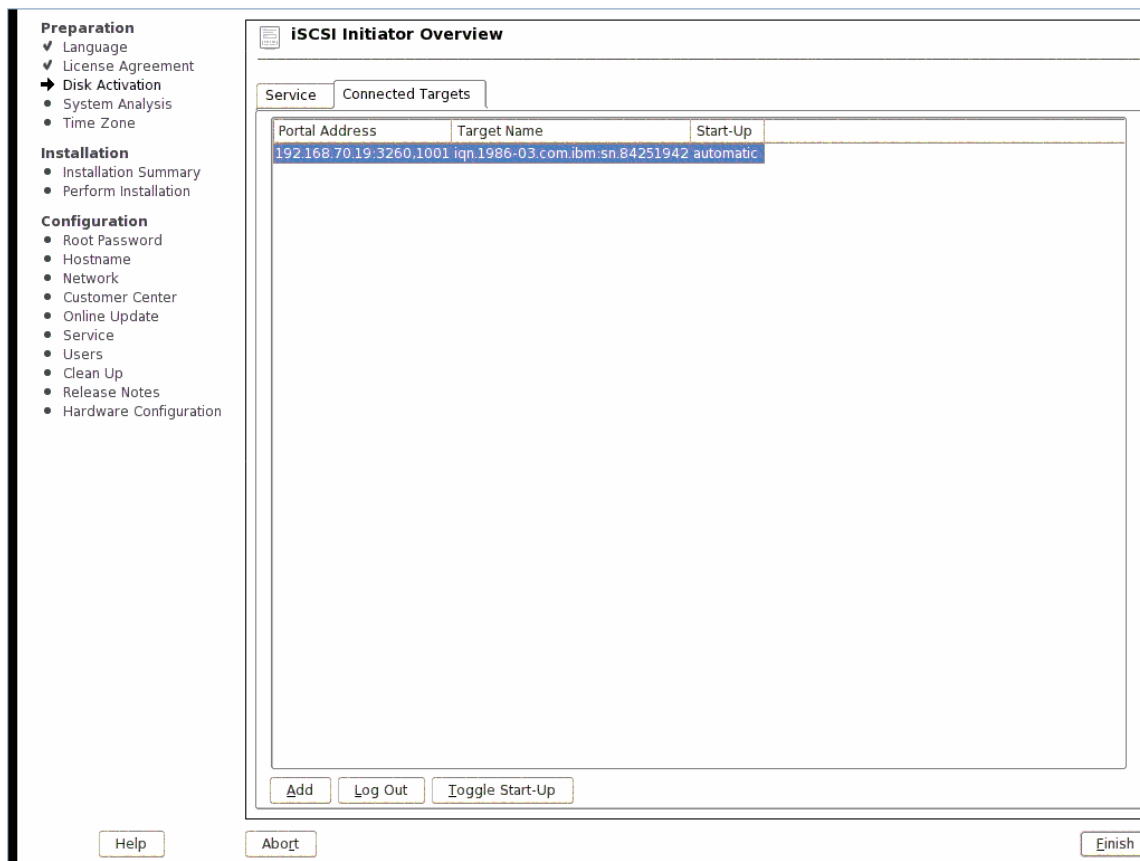 Preparation
Language
License Agreement
Disk Activation
System Analysis
Time Zone
Installation
Installation Summary
Perform Installation
Configuration
Root Password
Hostname
Network
Customer Center
Online Update
Service
Users
Clean Up
Release Notes
Hardware Configuration
iSCSI Initiator Overview
Service Connected Targets
Portal Address Target Name Start-Up
192.168.70.19:3260,1001 iqn.1986-03.com.ibm:sn.84251942 automatic
Add Log Out Toggle Start-Up
Help Abort Finish